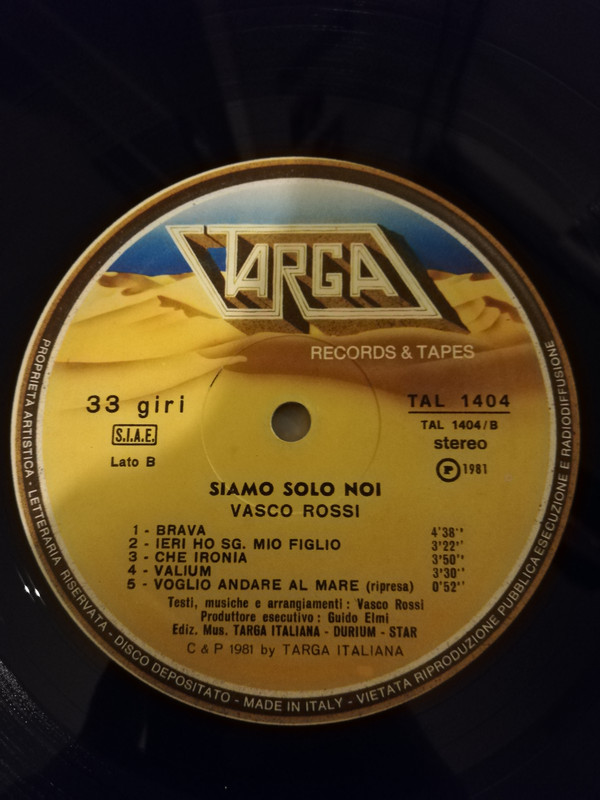 TARGA
RECORDS & TAPES
33 giri
S.I.A.E.
Lato B
TAL 1404
TAL 1404/B
stereo
P 1981
SIAMO SOLO NOI
VASCO ROSSI
1 - BRAVA 4'38''
2 - IERI HO SG. MIO FIGLIO 3'22''
3 - CHE IRONIA 3'50''
4 - VALIUM 3'30''
5 - VOGLIO ANDARE AL MARE (ripresa) 0'52''
Testi, musiche e arrangiamenti : Vasco Rossi
Produttore esecutivo : Guido Elmi
Ediz. Mus. TARGA ITALIANA - DURIUM - STAR
C & P 1981 by TARGA ITALIANA
PROPRIETA ARTISTICA - LETTERARIA RISERVATA - DISCO DEPOSITATO - MADE IN ITALY - VIETATA RIPRODUZIONE PUBBLICA ESECUZIONE E RADIODIFFUSIONE